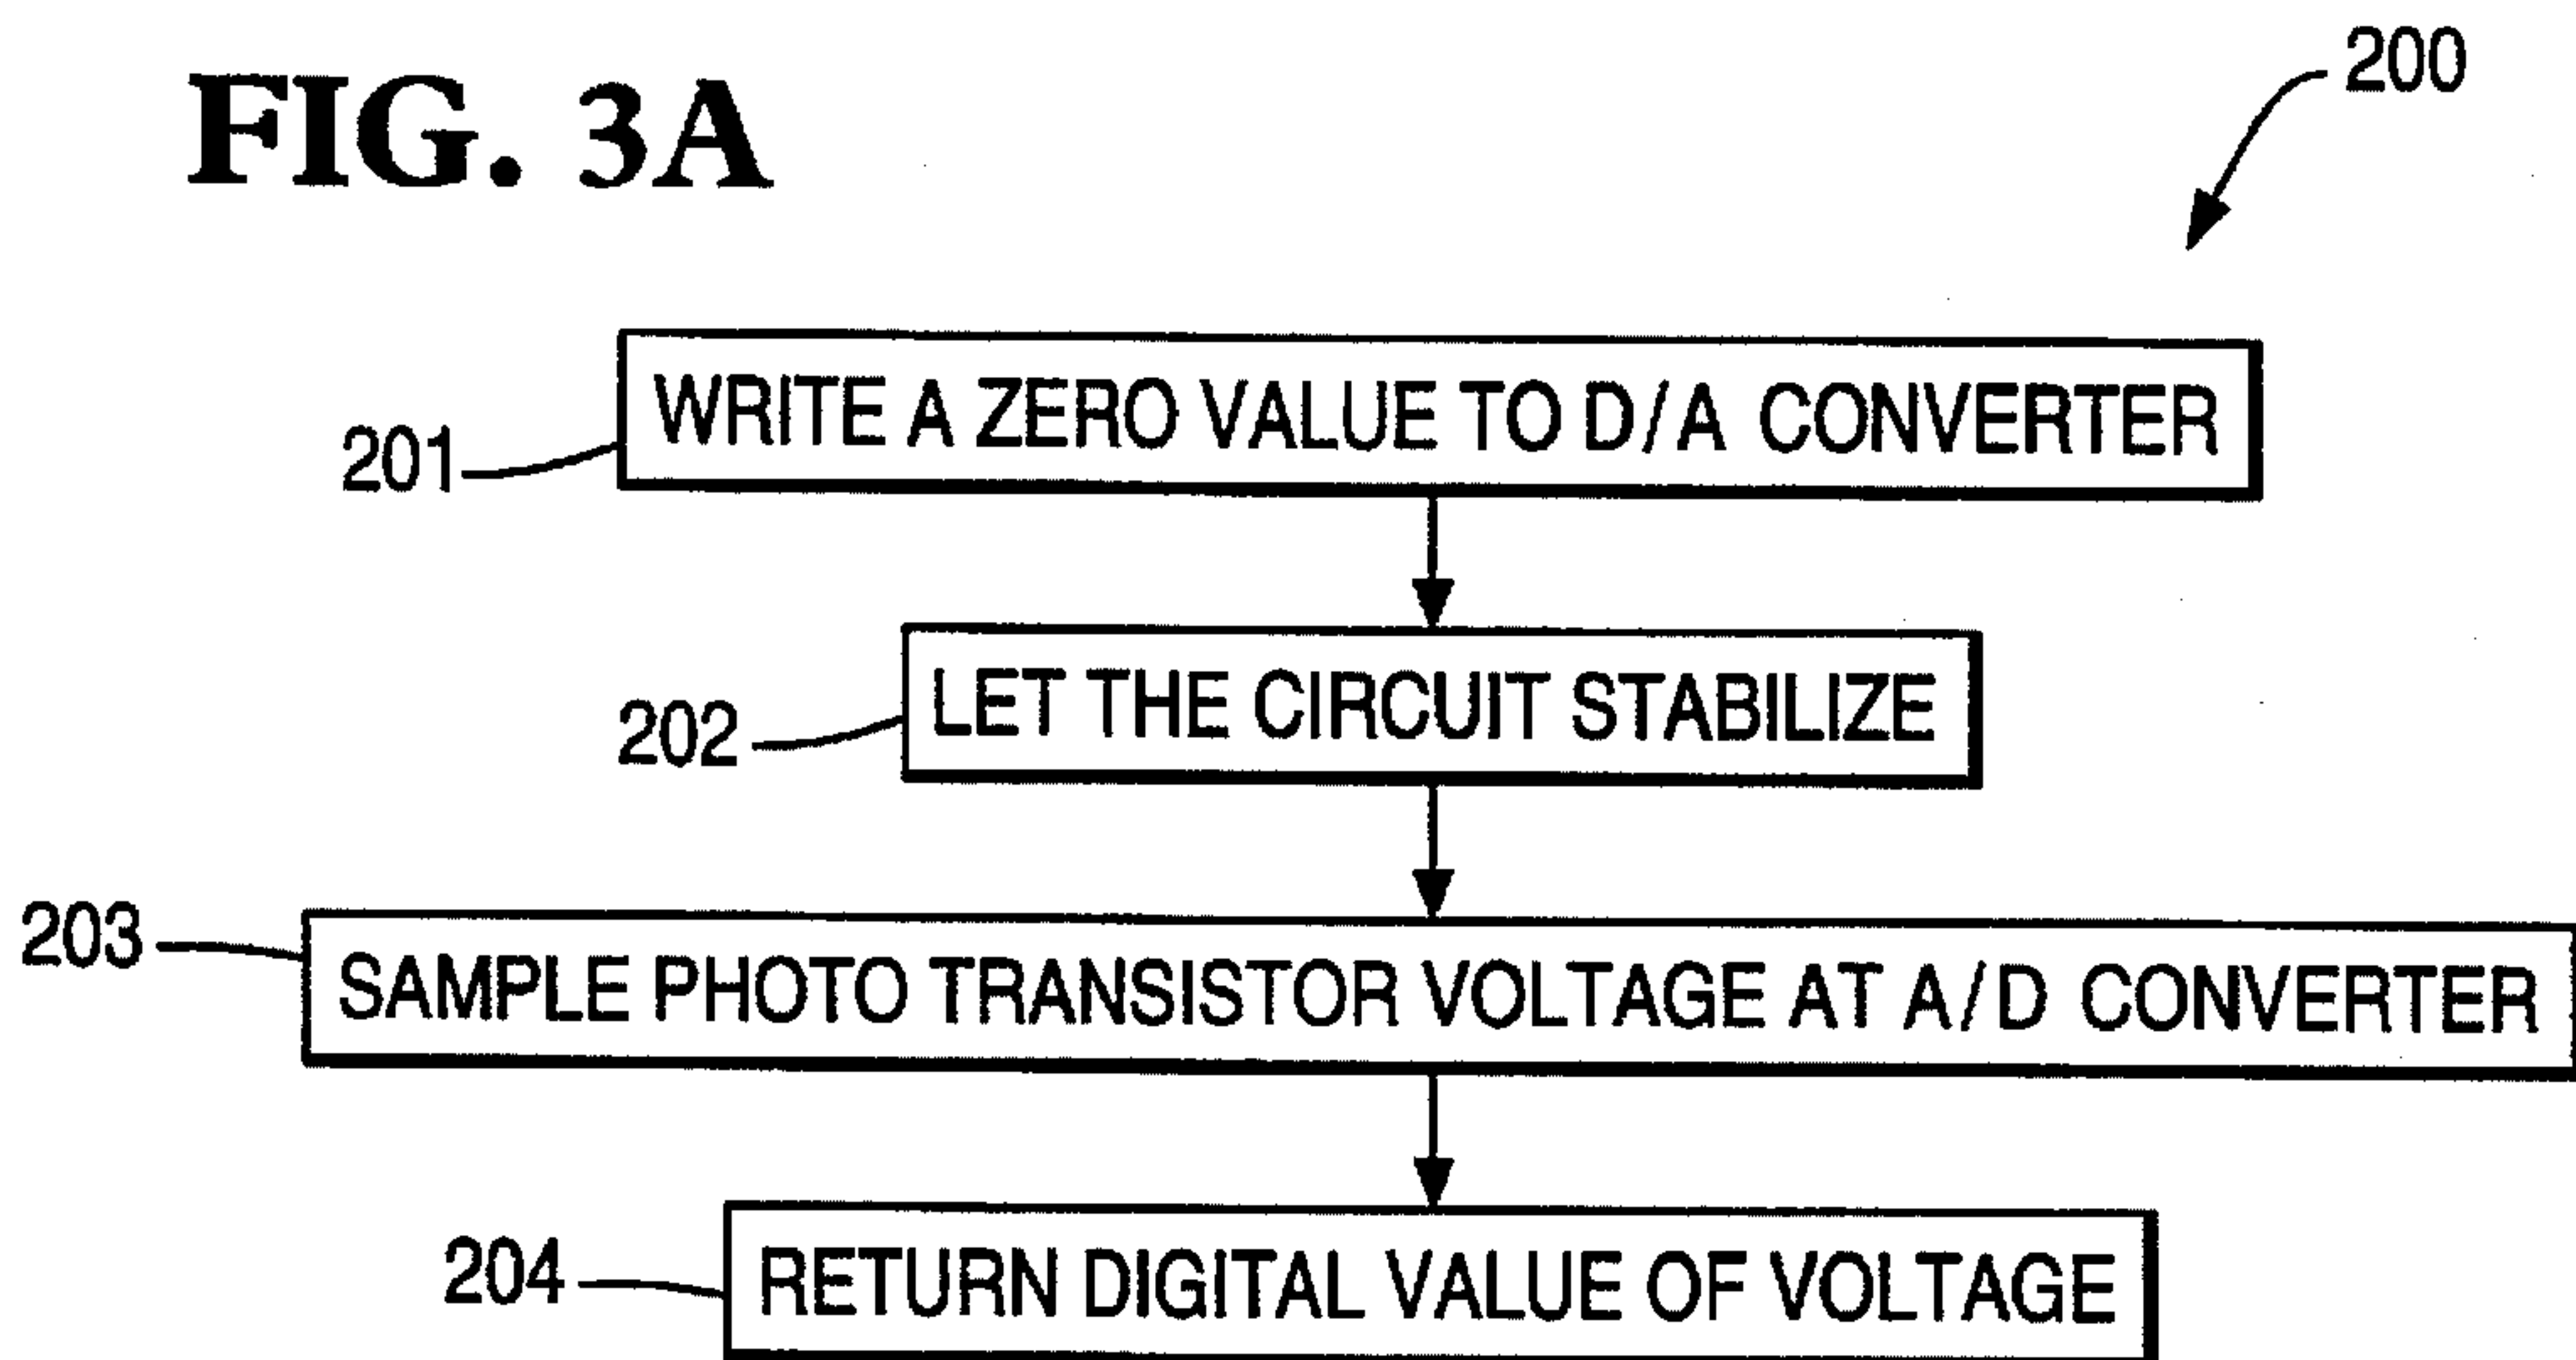 FIG. 3A
200
WRITE A ZERO VALUE TO D/A CONVERTER
201
LET THE CIRCUIT STABILIZE
202
203
SAMPLE PHOTO TRANSISTOR VOLTAGE AT A/D CONVERTER
204
RETURN DIGITAL VALUE OF VOLTAGE